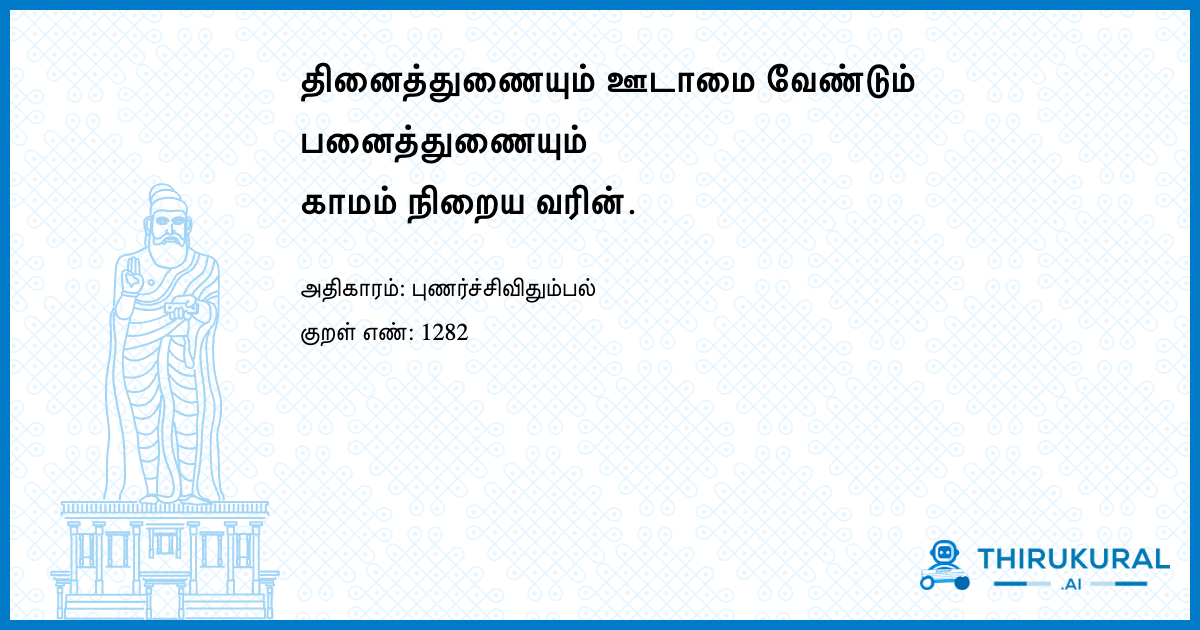 தினைத்துணையும் ஊடாமை வேண்டும்
பனைத்துணையும்
காமம் நிறைய வரின்.
அதிகாரம்: புணர்ச்சிவிதும்பல்
குறள் எண்: 1282
THIRUKURAL
.AI